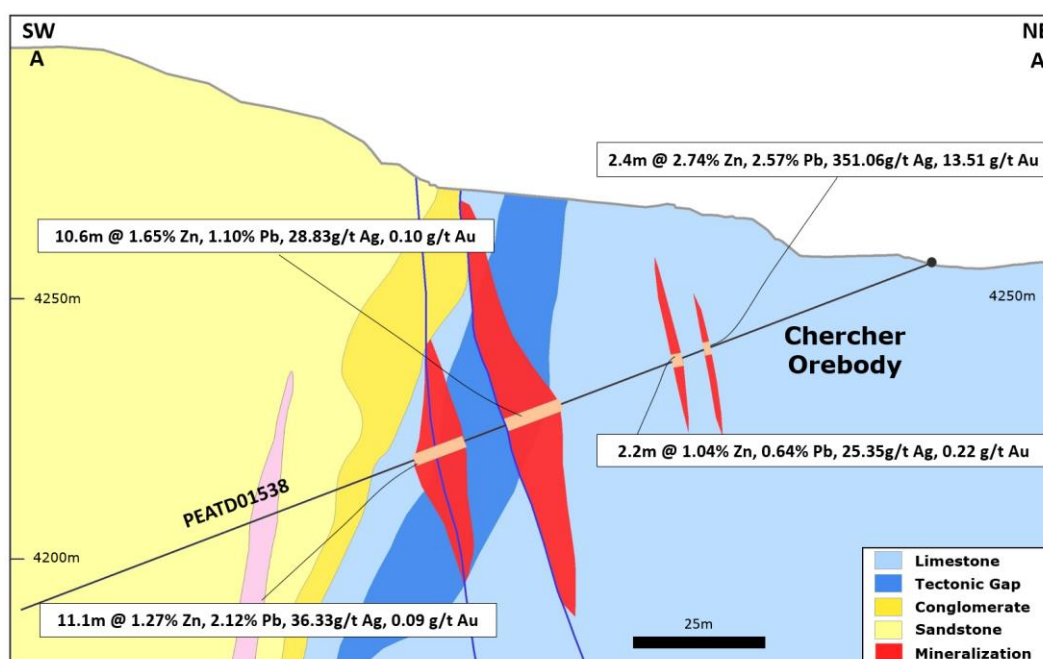 SW
A
NE
A
2.4m @ 2.74% Zn, 2.57% Pb, 351.06g/t Ag, 13.51 g/t Au
10.6m @ 1.65% Zn, 1.10% Pb, 28.83g/t Ag, 0.10 g/t Au
4250m
4250m
Chercher
Orebody
2.2m @ 1.04% Zn, 0.64% Pb, 25.35g/t Ag, 0.22 g/t Au
PEATD01538
4200m
11.1m @ 1.27% Zn, 2.12% Pb, 36.33g/t Ag, 0.09 g/t Au
25m
Limestone
Tectonic Gap
Conglomerate
Sandstone
Mineralization